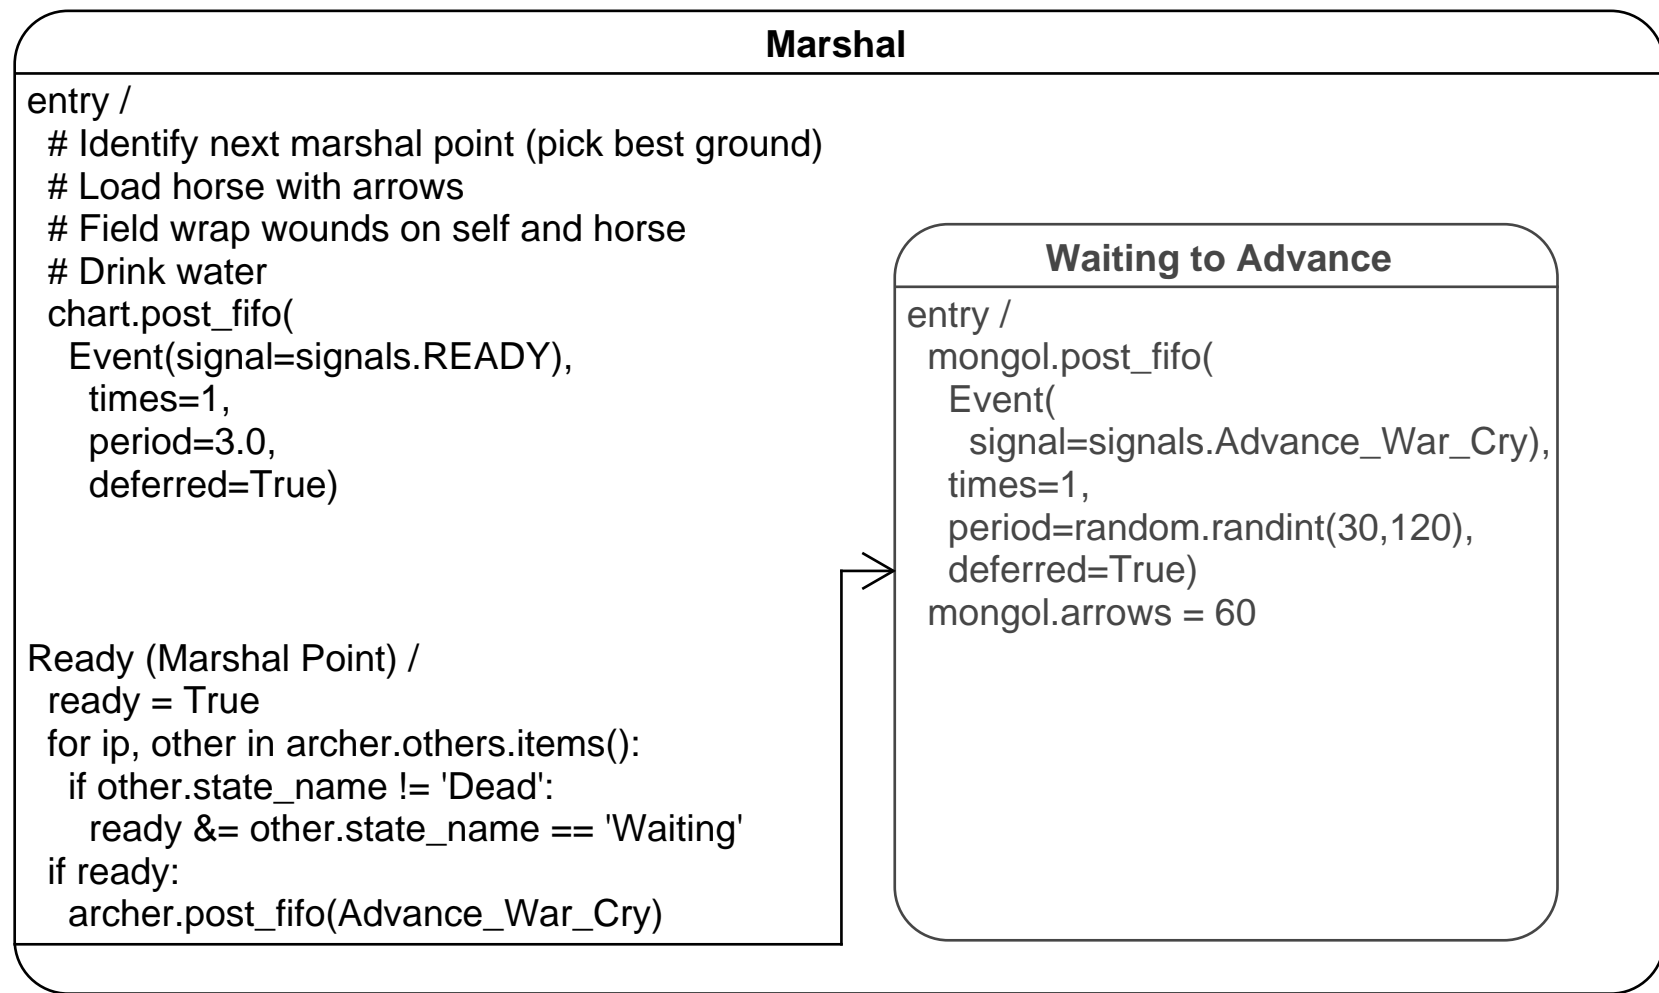 Marshal
entry /
# Identify next marshal point (pick best ground)
# Load horse with arrows
# Field wrap wounds on self and horse
# Drink water
chart.post_fifo(
Event(signal=signals.READY),
times=1,
period=3.0,
deferred=True)
Ready (Marshal Point) /
ready = True
for ip, other in archer.others.items():
if other.state_name != 'Dead':
ready &= other.state_name == 'Waiting'
if ready:
archer.post_fifo(Advance_War_Cry)
Waiting to Advance
entry /
mongol.post_fifo(
Event(
signal=signals.Advance_War_Cry),
times=1,
period=random.randint(30,120),
deferred=True)
mongol.arrows = 60